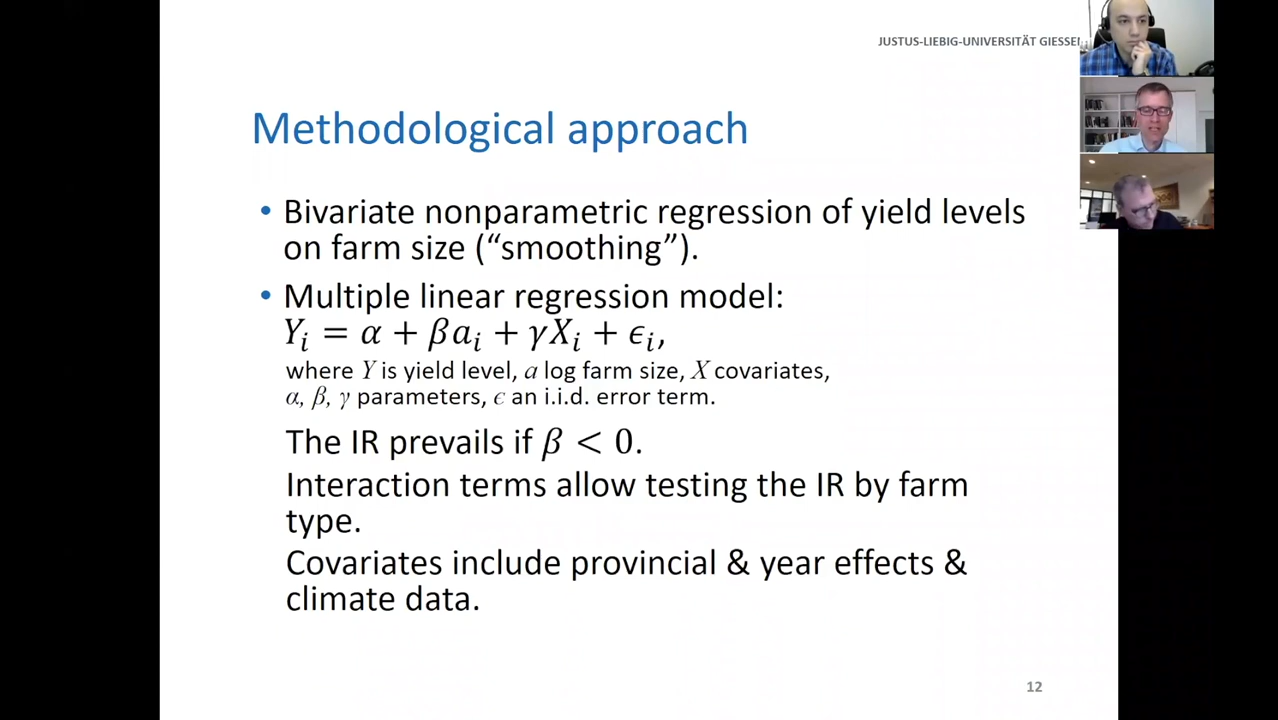 JUSTUS-LIEBIG-UNIVERSITÄT GIESSE
Methodological approach
• Bivariate nonparametric regression of yield levels
on farm size (“smoothing”).
• Multiple linear regression model:
Yᵢ = α + βaᵢ + γXᵢ + ϵᵢ,
where Y is yield level, a log farm size, X covariates,
α, β, γ parameters, ϵ an i.i.d. error term.
The IR prevails if β < 0.
Interaction terms allow testing the IR by farm
type.
Covariates include provincial & year effects &
climate data.
12